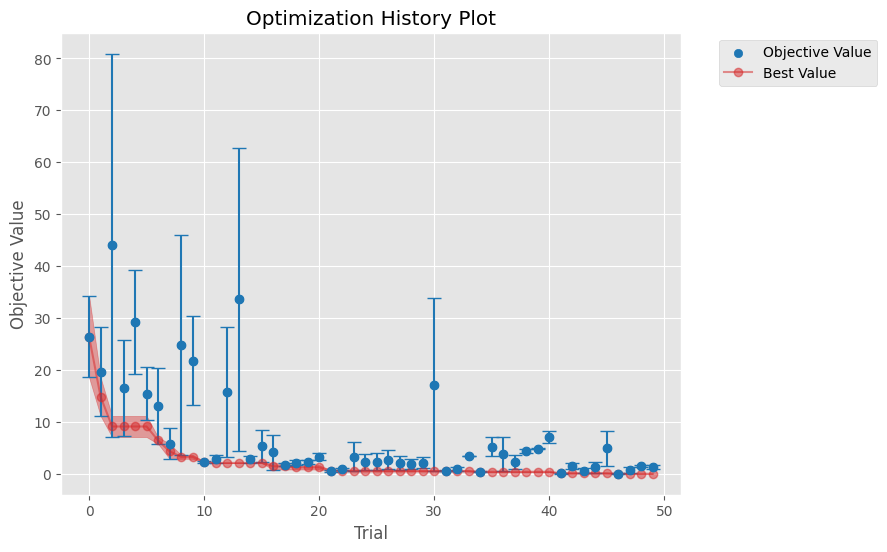 Optimization History Plot
Objective Value
Best Value
Objective Value
80
70
60
50
40
30
20
10
0
0 10 20 30 40 50
Trial